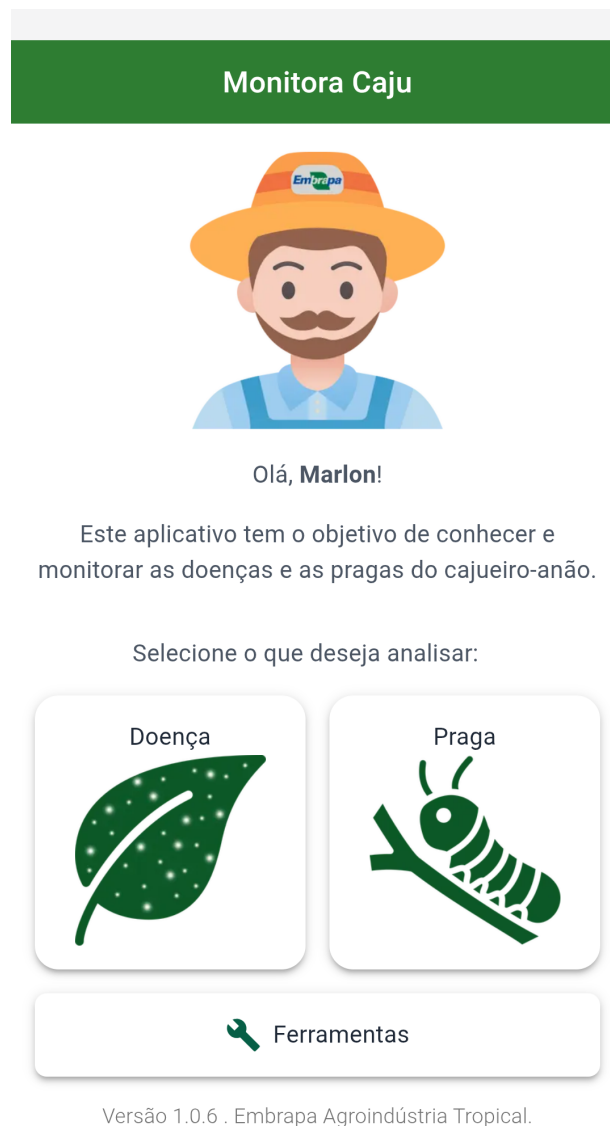 Monitora Caju
Embrapa
Olá, Marlon!
Este aplicativo tem o objetivo de conhecer e
monitorar as doenças e as pragas do cajueiro-anão.
Selecione o que deseja analisar:
Doença
Praga
Ferramentas
Versão 1.0.6 . Embrapa Agroindústria Tropical.